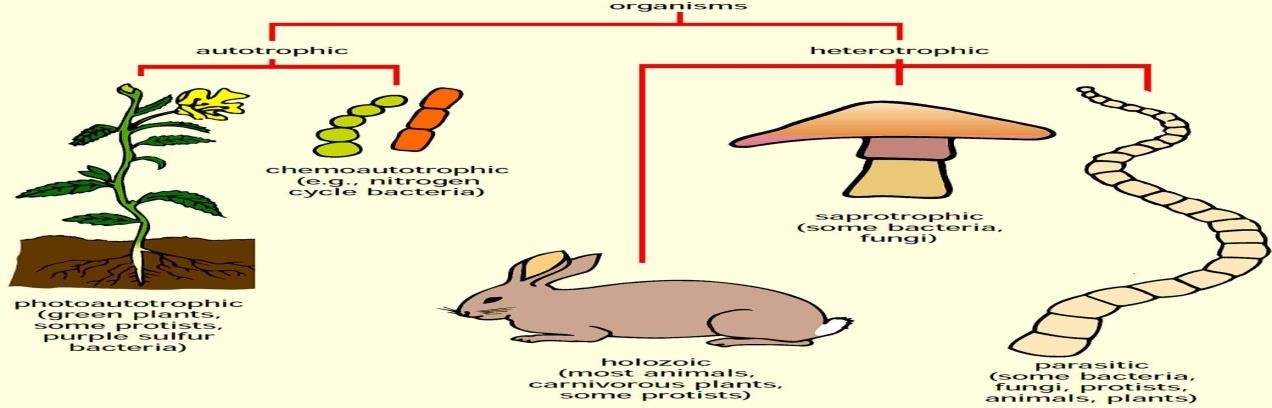 organisms
autotrophic
heterotrophic
chemoautotrophic
(e.g., nitrogen
cycle bacteria)
saprotrophic
(some bacteria,
fungi)
photoautotrophic
(green plants,
some protists,
purple sulfur
bacteria)
holozoic
(most animals,
carnivorous plants,
some protists)
parasitic
(some bacteria,
fungi, protists,
animals, plants)